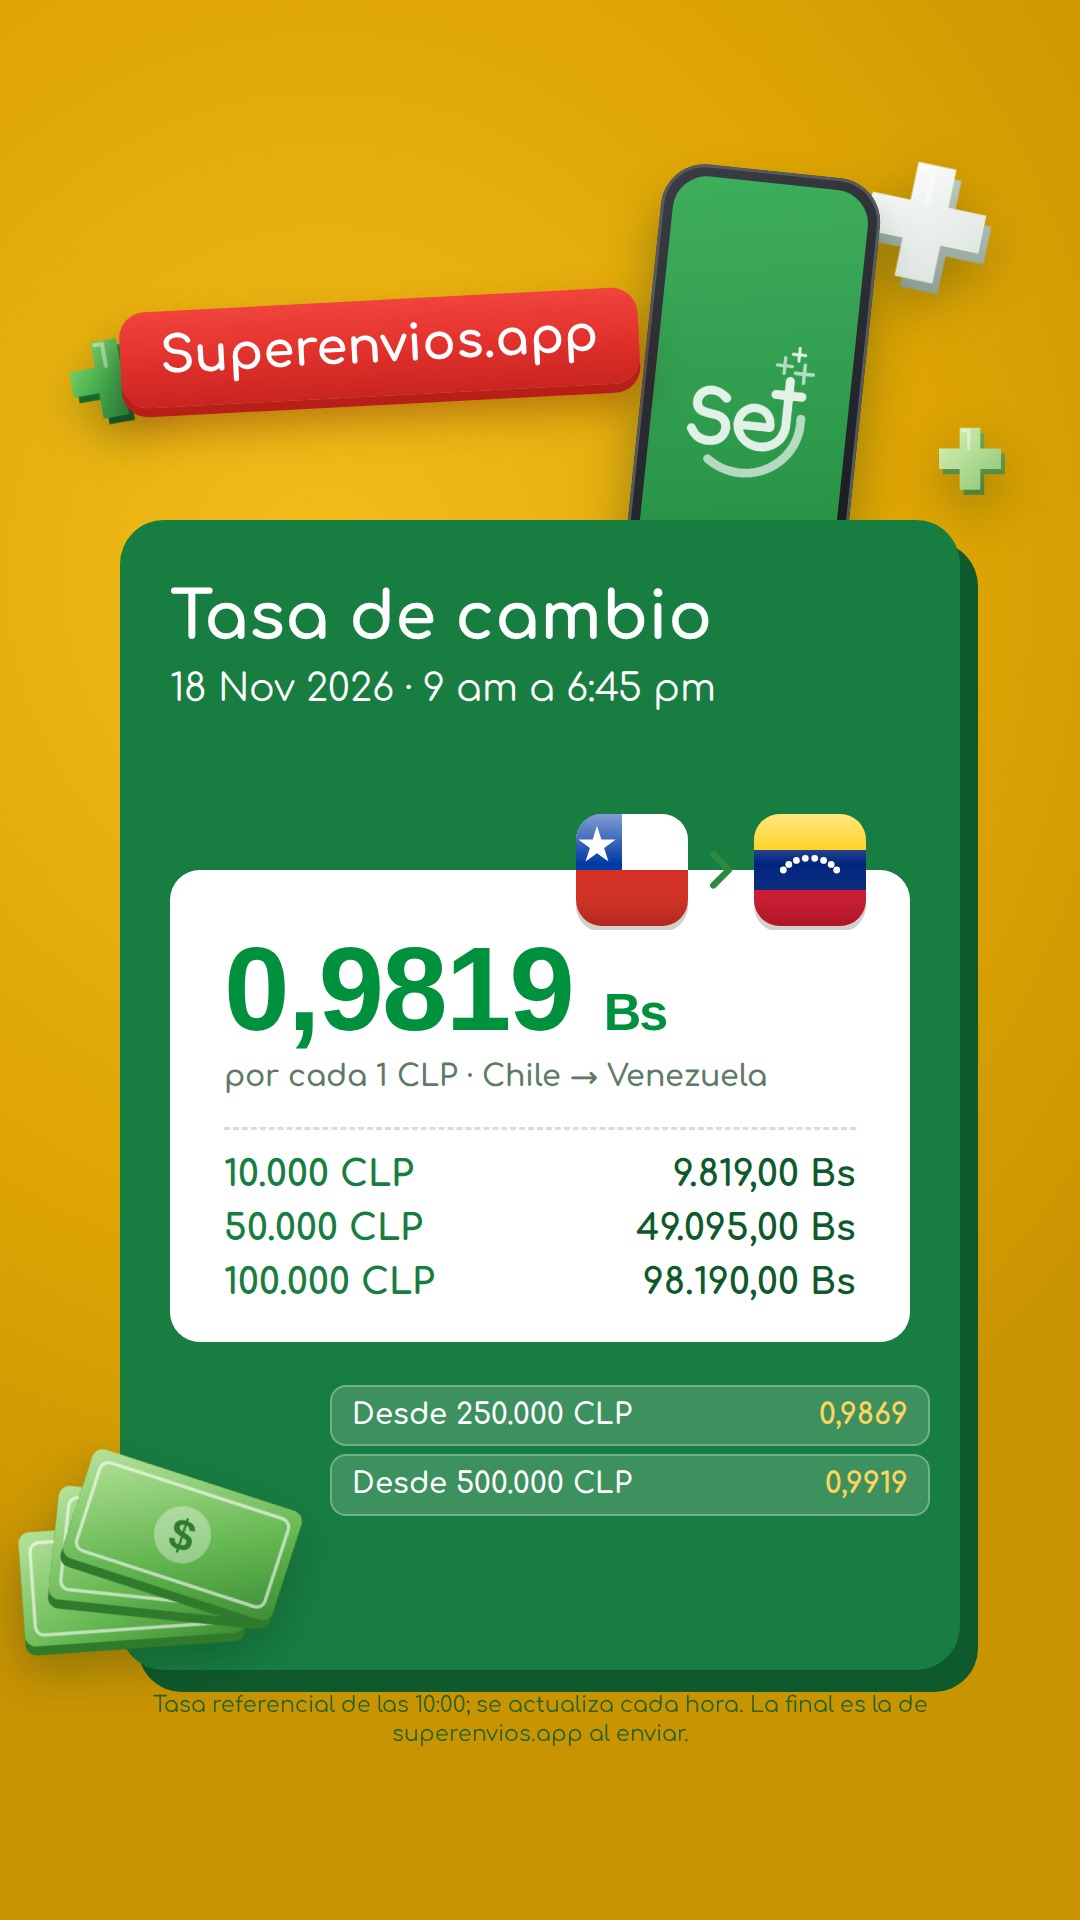 Superenvios.app
Set
Tasa de cambio
18 Nov 2026 · 9 am a 6:45 pm
0,9819 Bs
por cada 1 CLP · Chile → Venezuela
10.000 CLP 9.819,00 Bs
50.000 CLP 49.095,00 Bs
100.000 CLP 98.190,00 Bs
Desde 250.000 CLP 0,9869
Desde 500.000 CLP 0,9919
$
Tasa referencial de las 10:00; se actualiza cada hora. La final es la de
superenvios.app al enviar.